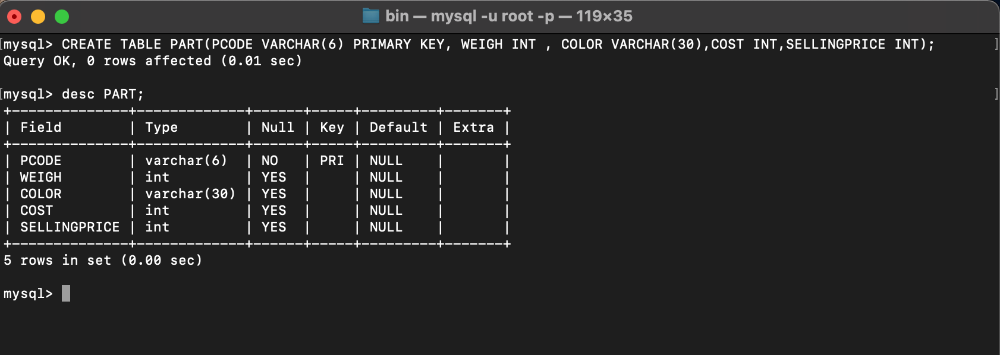 bin — mysql -u root -p — 119×35
[mysql> CREATE TABLE PART(PCODE VARCHAR(6) PRIMARY KEY, WEIGH INT , COLOR VARCHAR(30),COST INT,SELLINGPRICE INT); ]
Query OK, 0 rows affected (0.01 sec)
[mysql> desc PART; ]
+--------------+-------------+------+-----+---------+-------+
| Field        | Type        | Null | Key | Default | Extra |
+--------------+-------------+------+-----+---------+-------+
| PCODE        | varchar(6)  | NO   | PRI | NULL    |       |
| WEIGH        | int         | YES  |     | NULL    |       |
| COLOR        | varchar(30) | YES  |     | NULL    |       |
| COST         | int         | YES  |     | NULL    |       |
| SELLINGPRICE | int         | YES  |     | NULL    |       |
+--------------+-------------+------+-----+---------+-------+
5 rows in set (0.00 sec)
mysql>